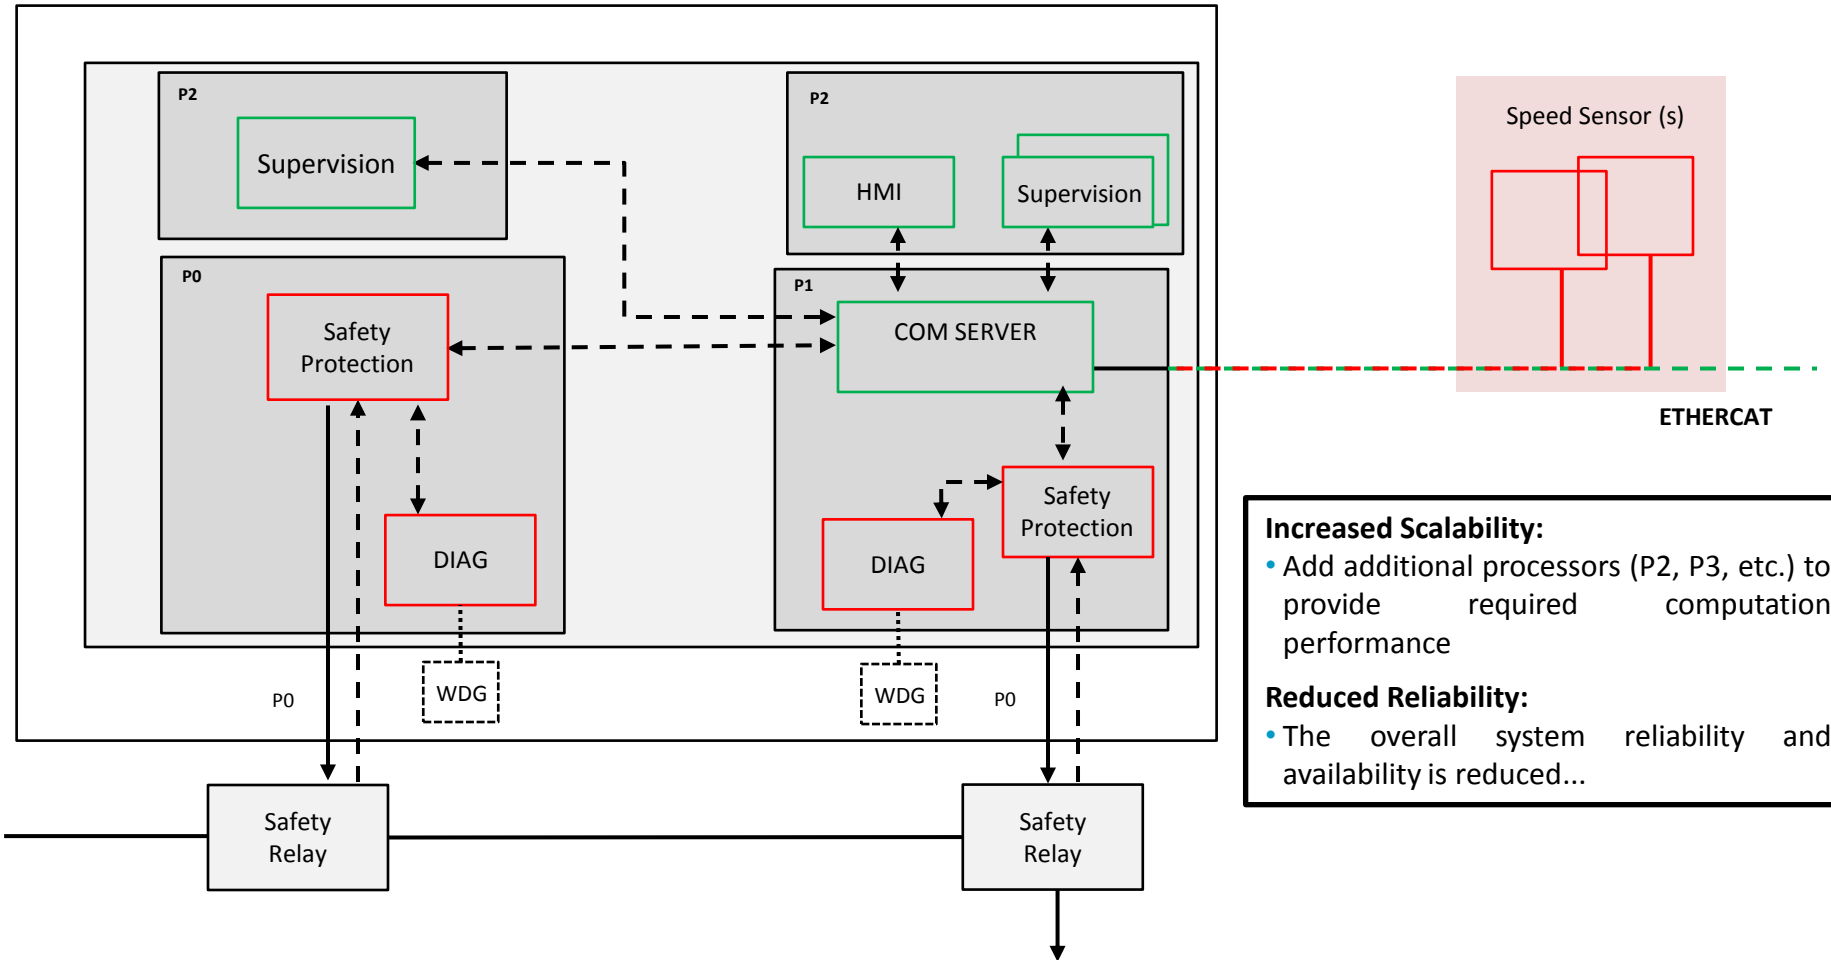 P2
Supervision
P2
HMI
Supervision
Speed Sensor (s)
P0
Safety
Protection
DIAG
P1
COM SERVER
Safety
Protection
DIAG
ETHERCAT
WDG
P0
WDG
P0
Safety
Relay
Safety
Relay
Increased Scalability:
• Add additional processors (P2, P3, etc.) to
provide required computation
performance
Reduced Reliability:
• The overall system reliability and
availability is reduced...